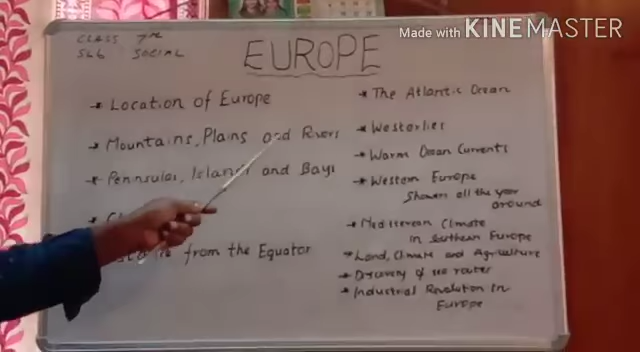 Made with KINEMASTER
CLASS 7th
Sub SOCIAL
EUROPE
* Location of Europe
* Mountains, Plains and Rivers
* Peninsulas, Islands and Bays
from the Equator
* The Atlantic Ocean
* Westerlies
* Warm Ocean Currents
* Western Europe
Showers all the year
around
* Mediterrean Climate
in Southern Europe
* Land, Climate and Agriculture
* Discovery of sea routes
* Industrial Revolution in
Europe